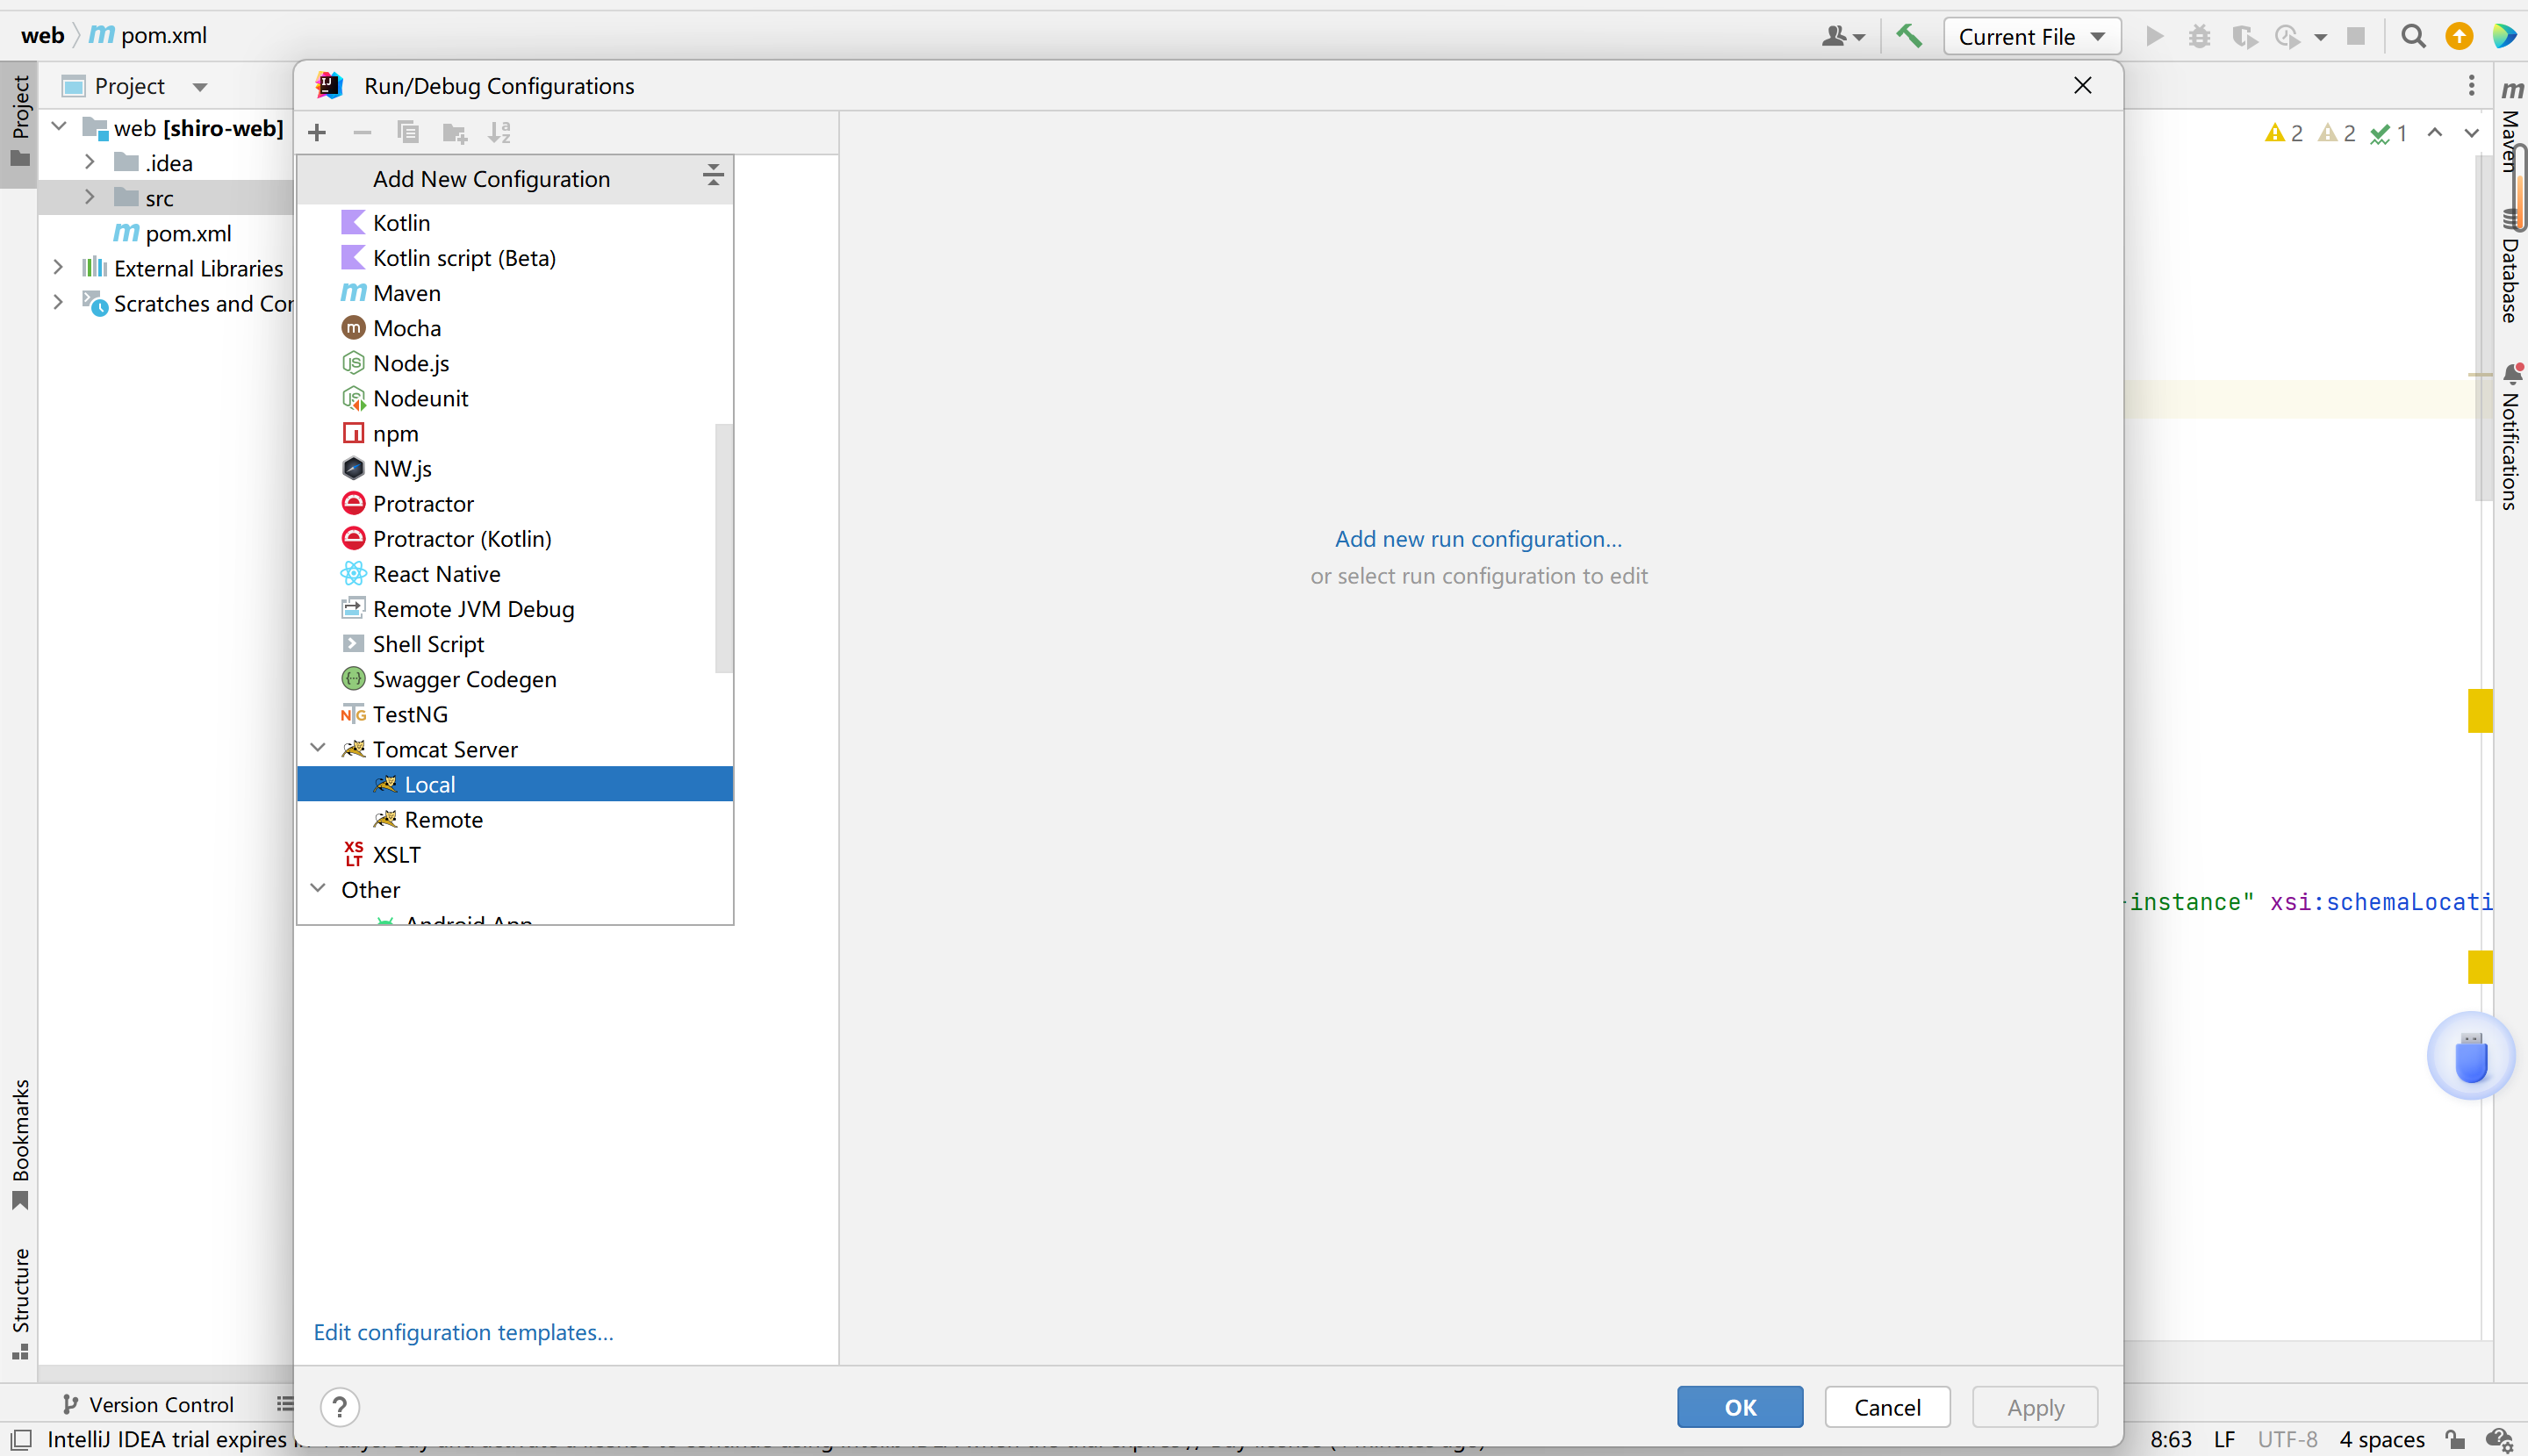 web pom.xml
Current File
Project
Project
Run/Debug Configurations
web [shiro-web]
.idea
src
pom.xml
External Libraries
Scratches and Cor
Add New Configuration
Kotlin
Kotlin script (Beta)
Maven
Mocha
Node.js
Nodeunit
npm
NW.js
Protractor
Protractor (Kotlin)
React Native
Remote JVM Debug
Shell Script
Swagger Codegen
TestNG
Tomcat Server
Local
Remote
XSLT
Other
Android App
Add new run configuration...
or select run configuration to edit
2 2 1
Maven
Database
Notifications
instance" xsi:schemaLocati
Bookmarks
Structure
Edit configuration templates...
? OK Cancel Apply
Version Control
IntelliJ IDEA trial expires
8:63 LF UTF-8 4 spaces